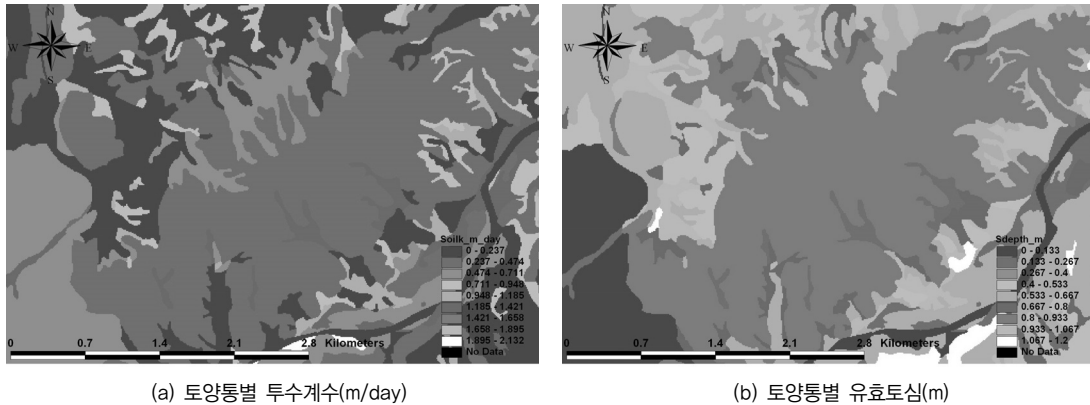 N
W E
S
Soilk_m_day
0 - 0.237
0.237 - 0.474
0.474 - 0.711
0.711 - 0.948
0.948 - 1.185
1.185 - 1.421
1.421 - 1.658
1.658 - 1.895
1.895 - 2.132
No Data
0 0.7 1.4 2.1 2.8 Kilometers
(a) 토양통별 투수계수(m/day)
N
W E
S
Sdepth_m
0 - 0.133
0.133 - 0.267
0.267 - 0.4
0.4 - 0.533
0.533 - 0.667
0.667 - 0.8
0.8 - 0.933
0.933 - 1.067
1.067 - 1.2
No Data
0 0.7 1.4 2.1 2.8 Kilometers
(b) 토양통별 유효토심(m)